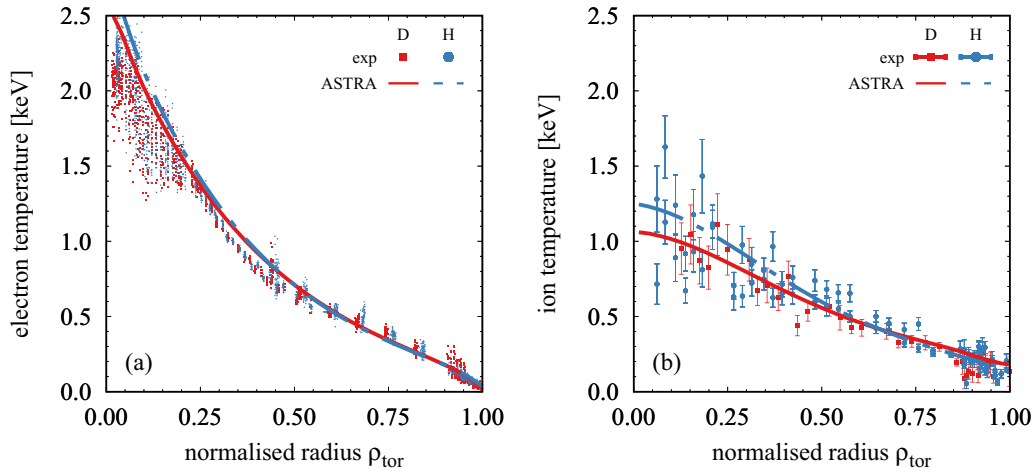 2.5
2.0
1.5
1.0
0.5
0.0
electron temperature [keV]
D H
exp
ASTRA
(a)
0.00 0.25 0.50 0.75 1.00
normalised radius ρtor
2.5
2.0
1.5
1.0
0.5
0.0
ion temperature [keV]
D H
exp
ASTRA
(b)
0.00 0.25 0.50 0.75 1.00
normalised radius ρtor